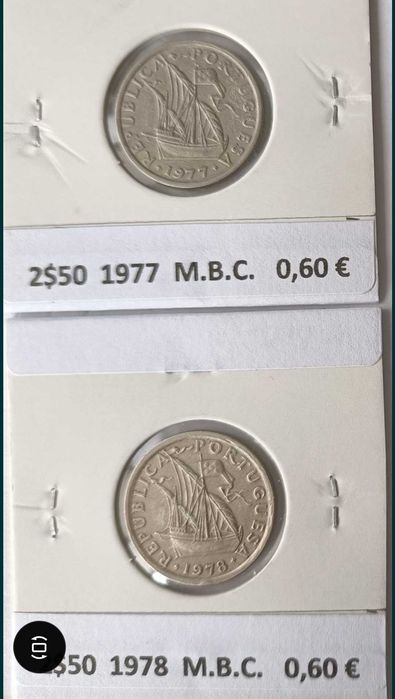 REPUBLICA PORTUGUESA
• 1977 •
2$50 1977 M.B.C. 0,60 €
REPUBLICA PORTUGUESA
• 1978 •
$50 1978 M.B.C. 0,60 €